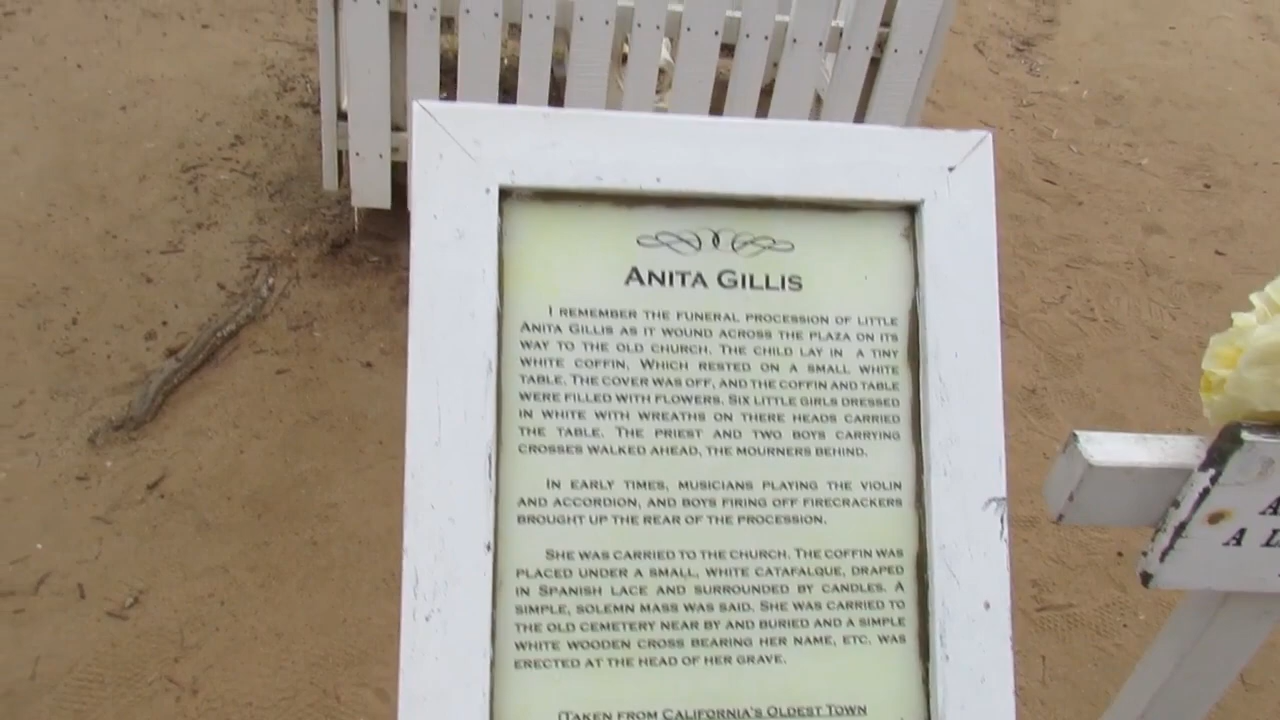 ANITA GILLIS
I REMEMBER THE FUNERAL PROCESSION OF LITTLE
ANITA GILLIS AS IT WOUND ACROSS THE PLAZA ON ITS
WAY TO THE OLD CHURCH. THE CHILD LAY IN A TINY
WHITE COFFIN, WHICH RESTED ON A SMALL WHITE
TABLE. THE COVER WAS OFF, AND THE COFFIN AND TABLE
WERE FILLED WITH FLOWERS. SIX LITTLE GIRLS DRESSED
IN WHITE WITH WREATHS ON THERE HEADS CARRIED
THE TABLE. THE PRIEST AND TWO BOYS CARRYING
CROSSES WALKED AHEAD, THE MOURNERS BEHIND.
IN EARLY TIMES, MUSICIANS PLAYING THE VIOLIN
AND ACCORDION, AND BOYS FIRING OFF FIRECRACKERS
BROUGHT UP THE REAR OF THE PROCESSION.
SHE WAS CARRIED TO THE CHURCH. THE COFFIN WAS
PLACED UNDER A SMALL, WHITE CATAFALQUE, DRAPED
IN SPANISH LACE AND SURROUNDED BY CANDLES. A
SIMPLE, SOLEMN MASS WAS SAID. SHE WAS CARRIED TO
THE OLD CEMETERY NEAR BY AND BURIED AND A SIMPLE
WHITE WOODEN CROSS BEARING HER NAME, ETC. WAS
ERECTED AT THE HEAD OF HER GRAVE.
(TAKEN FROM CALIFORNIA'S OLDEST TOWN
A